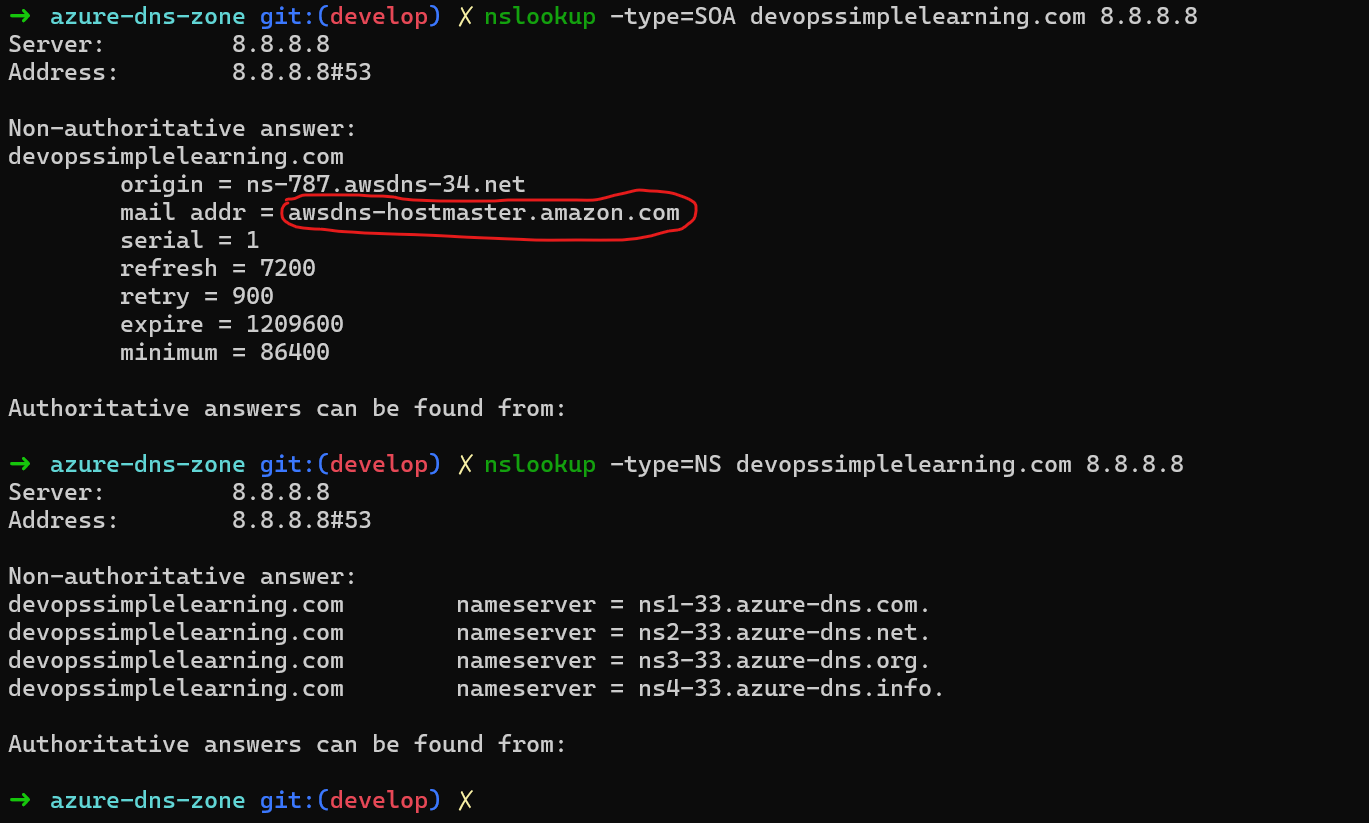 ➜ azure-dns-zone git:(develop) ✗ nslookup -type=SOA devopssimplelearning.com 8.8.8.8
Server: 8.8.8.8
Address: 8.8.8.8#53
Non-authoritative answer:
devopssimplelearning.com
origin = ns-787.awsdns-34.net
mail addr = awsdns-hostmaster.amazon.com
serial = 1
refresh = 7200
retry = 900
expire = 1209600
minimum = 86400
Authoritative answers can be found from:
➜ azure-dns-zone git:(develop) ✗ nslookup -type=NS devopssimplelearning.com 8.8.8.8
Server: 8.8.8.8
Address: 8.8.8.8#53
Non-authoritative answer:
devopssimplelearning.com nameserver = ns1-33.azure-dns.com.
devopssimplelearning.com nameserver = ns2-33.azure-dns.net.
devopssimplelearning.com nameserver = ns3-33.azure-dns.org.
devopssimplelearning.com nameserver = ns4-33.azure-dns.info.
Authoritative answers can be found from:
➜ azure-dns-zone git:(develop) ✗